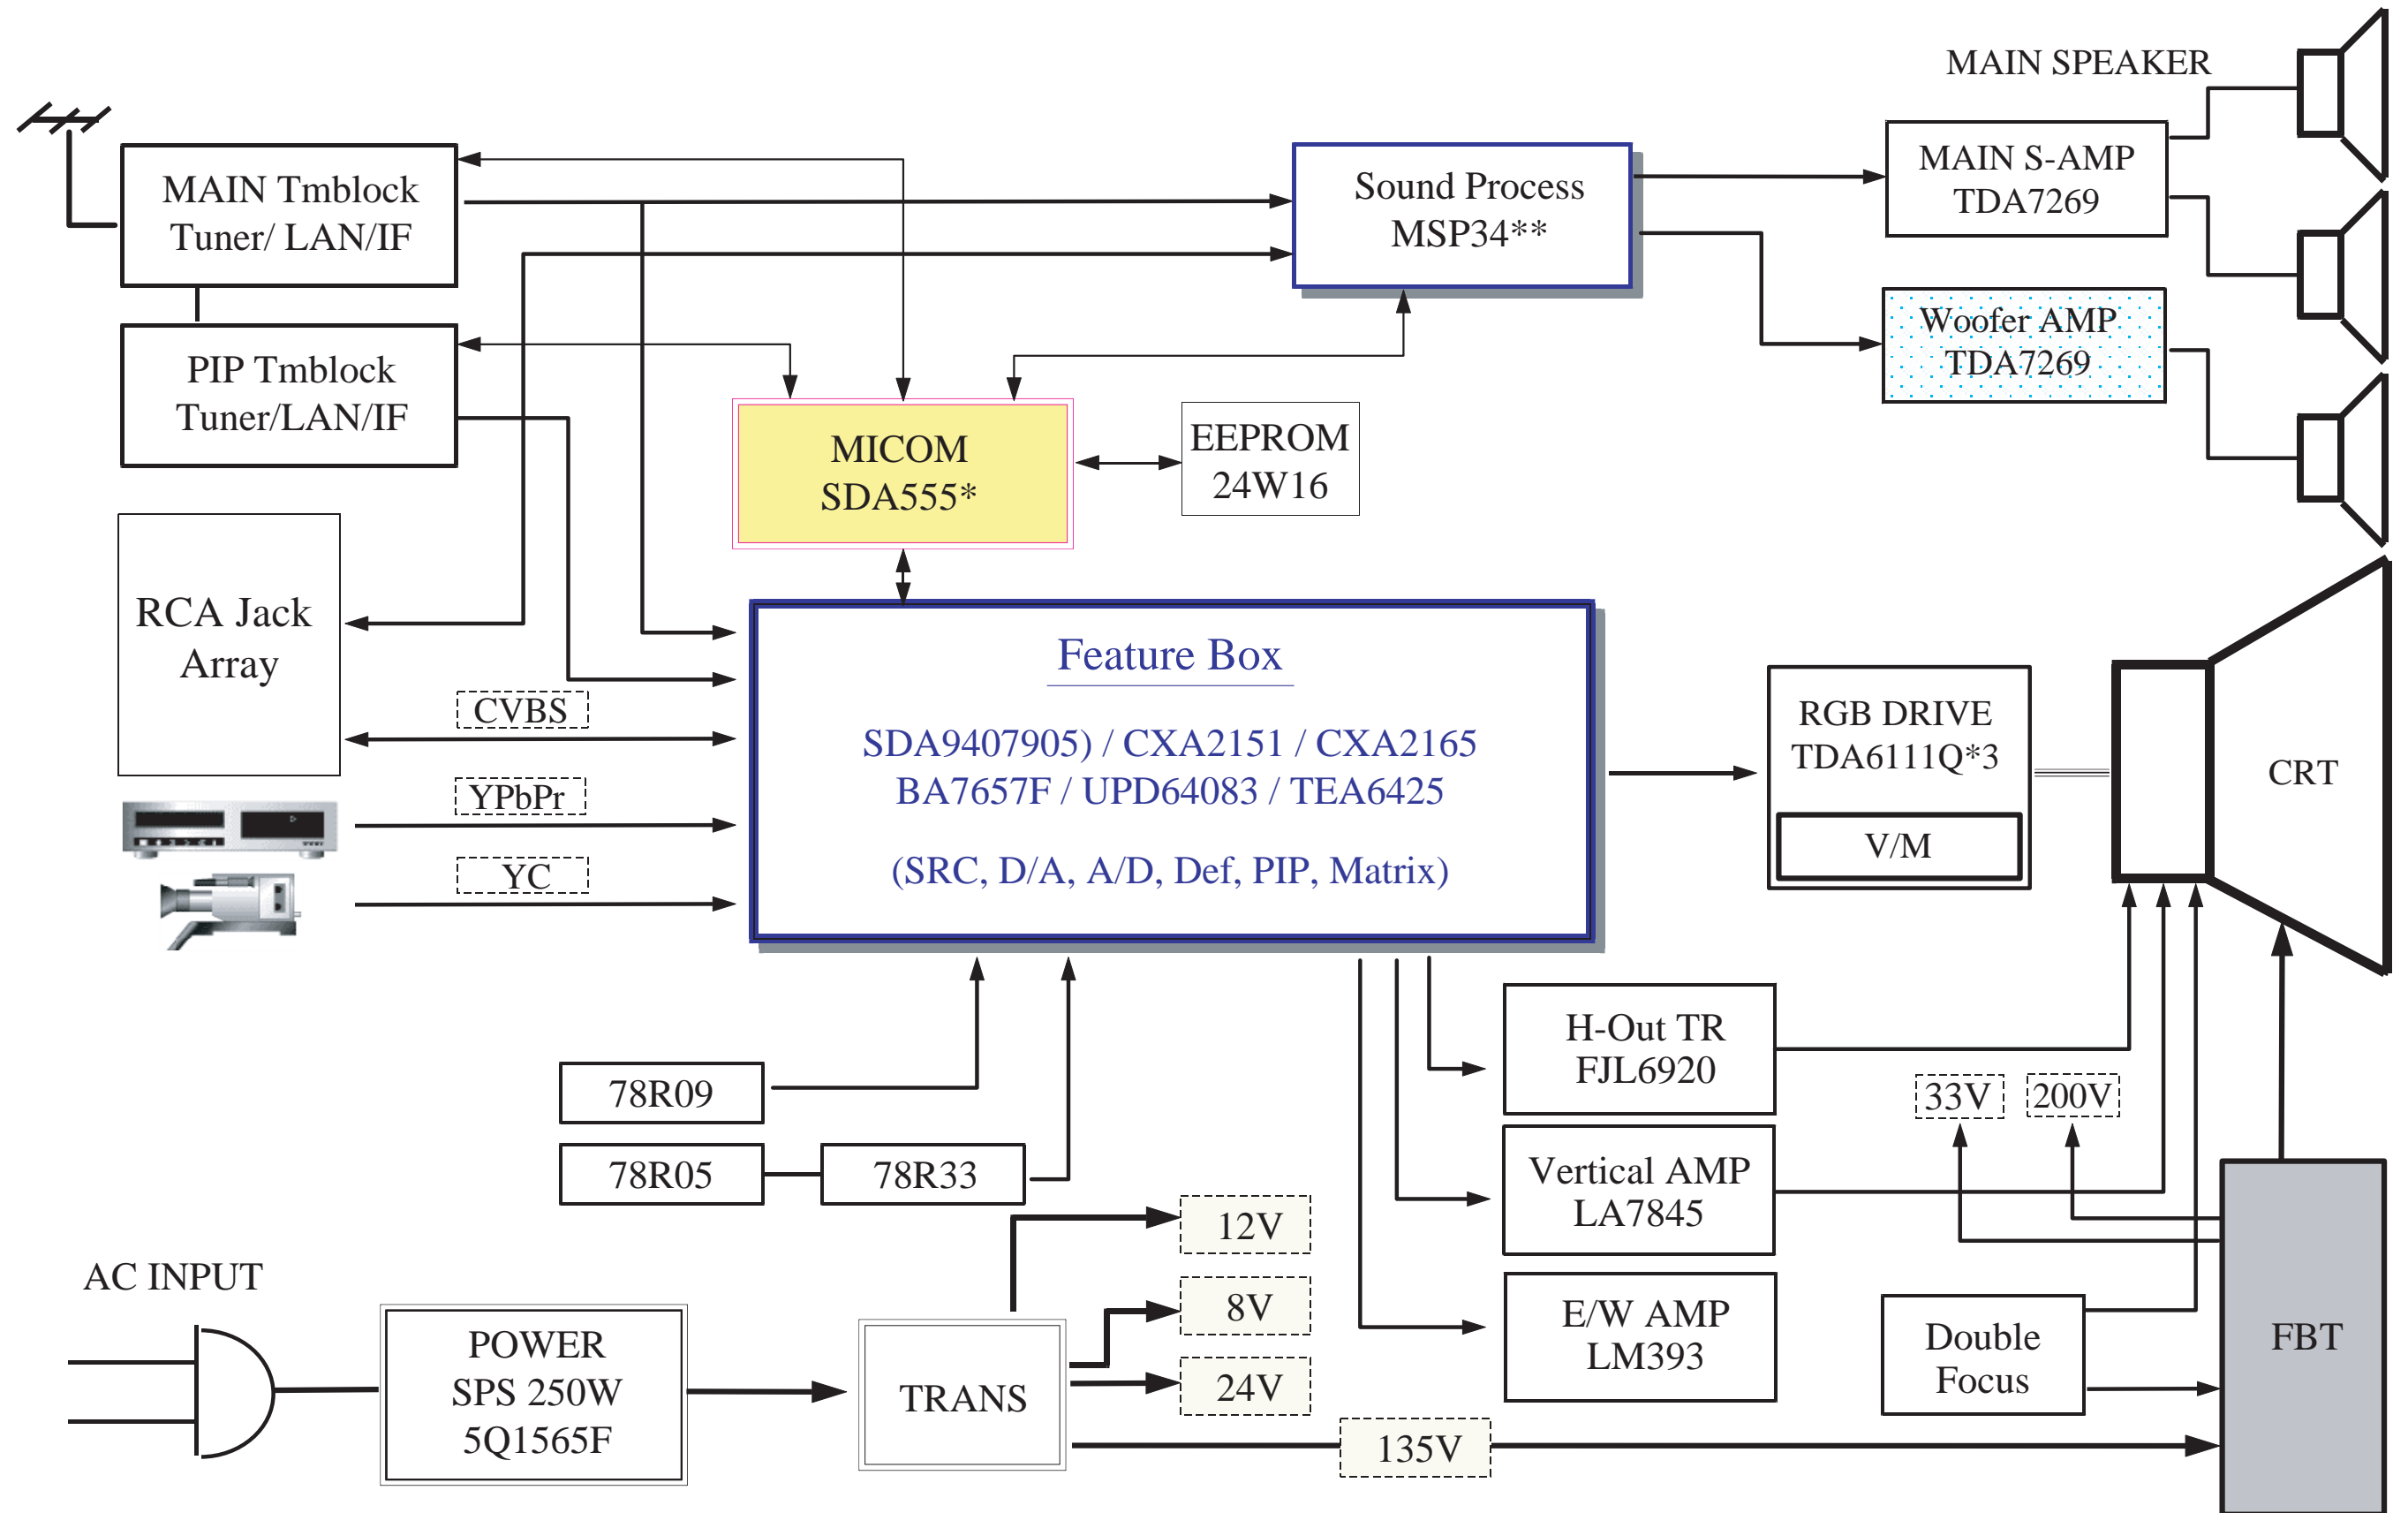 MAIN SPEAKER
MAIN Tmblock
Tuner/ LAN/IF
Sound Process
MSP34**
MAIN S-AMP
TDA7269
PIP Tmblock
Tuner/LAN/IF
Woofer AMP
TDA7269
MICOM
SDA555*
EEPROM
24W16
RCA Jack
Array
CVBS
YPbPr
YC
Feature Box
SDA9407905) / CXA2151 / CXA2165
BA7657F / UPD64083 / TEA6425
(SRC, D/A, A/D, Def, PIP, Matrix)
RGB DRIVE
TDA6111Q*3
V/M
CRT
78R09
78R05
78R33
H-Out TR
FJL6920
33V
200V
Vertical AMP
LA7845
12V
8V
24V
135V
AC INPUT
POWER
SPS 250W
5Q1565F
TRANS
E/W AMP
LM393
Double
Focus
FBT